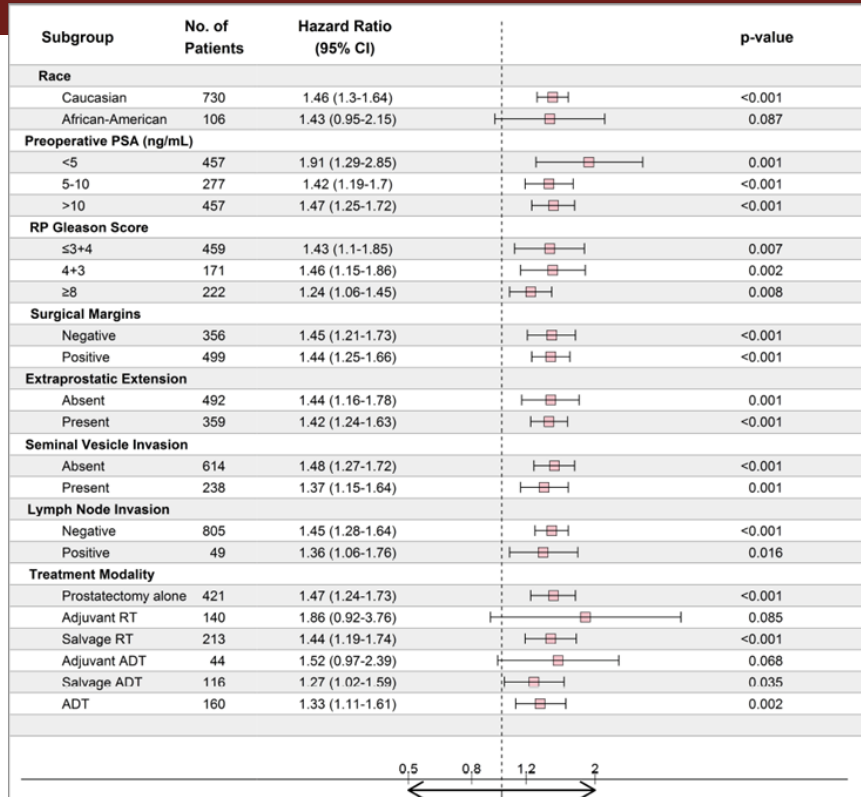 Subgroup No. of Patients Hazard Ratio (95% CI) p-value
Race
Caucasian 730 1.46 (1.3-1.64) <0.001
African-American 106 1.43 (0.95-2.15) 0.087
Preoperative PSA (ng/mL)
<5 457 1.91 (1.29-2.85) 0.001
5-10 277 1.42 (1.19-1.7) <0.001
>10 457 1.47 (1.25-1.72) <0.001
RP Gleason Score
≤3+4 459 1.43 (1.1-1.85) 0.007
4+3 171 1.46 (1.15-1.86) 0.002
≥8 222 1.24 (1.06-1.45) 0.008
Surgical Margins
Negative 356 1.45 (1.21-1.73) <0.001
Positive 499 1.44 (1.25-1.66) <0.001
Extraprostatic Extension
Absent 492 1.44 (1.16-1.78) 0.001
Present 359 1.42 (1.24-1.63) <0.001
Seminal Vesicle Invasion
Absent 614 1.48 (1.27-1.72) <0.001
Present 238 1.37 (1.15-1.64) 0.001
Lymph Node Invasion
Negative 805 1.45 (1.28-1.64) <0.001
Positive 49 1.36 (1.06-1.76) 0.016
Treatment Modality
Prostatectomy alone 421 1.47 (1.24-1.73) <0.001
Adjuvant RT 140 1.86 (0.92-3.76) 0.085
Salvage RT 213 1.44 (1.19-1.74) <0.001
Adjuvant ADT 44 1.52 (0.97-2.39) 0.068
Salvage ADT 116 1.27 (1.02-1.59) 0.035
ADT 160 1.33 (1.11-1.61) 0.002
0.5 0.8 1.2 2